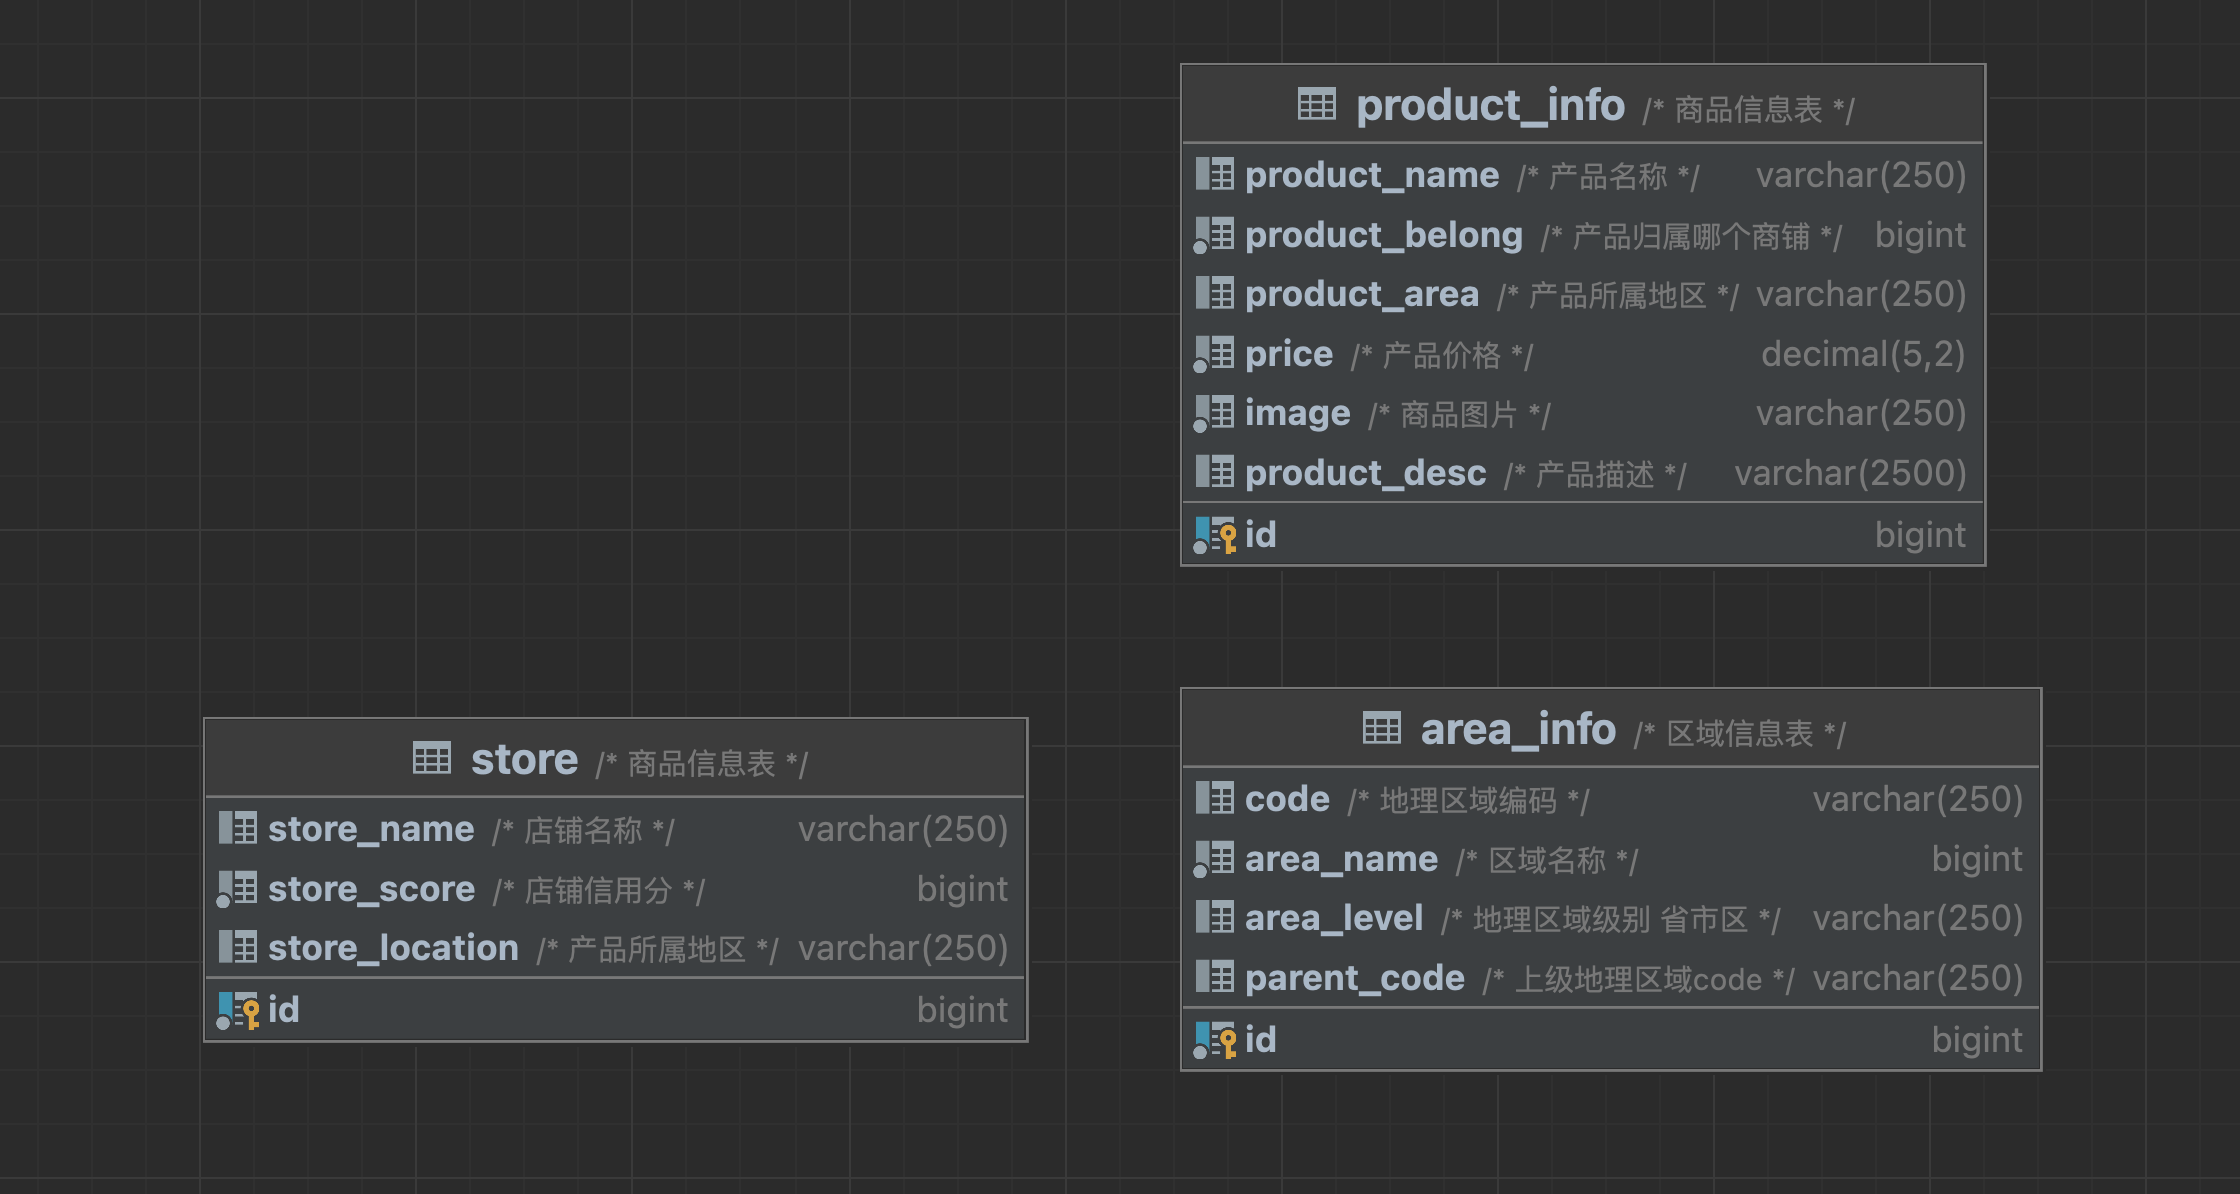 product_info /* 商品信息表 */
product_name /* 产品名称 */ varchar(250)
product_belong /* 产品归属哪个商铺 */ bigint
product_area /* 产品所属地区 */ varchar(250)
price /* 产品价格 */ decimal(5,2)
image /* 商品图片 */ varchar(250)
product_desc /* 产品描述 */ varchar(2500)
id bigint
store /* 商品信息表 */
store_name /* 店铺名称 */ varchar(250)
store_score /* 店铺信用分 */ bigint
store_location /* 产品所属地区 */ varchar(250)
id bigint
area_info /* 区域信息表 */
code /* 地理区域编码 */ varchar(250)
area_name /* 区域名称 */ bigint
area_level /* 地理区域级别 省市区 */ varchar(250)
parent_code /* 上级地理区域code */ varchar(250)
id bigint